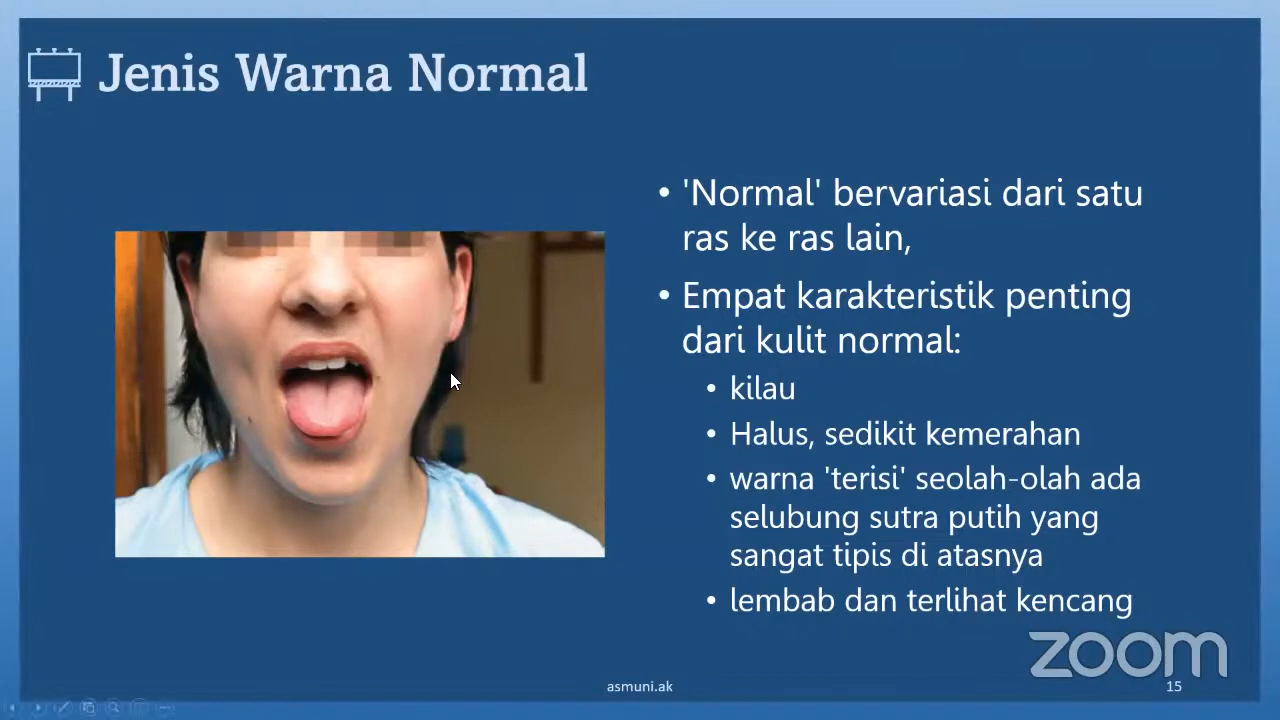 Jenis Warna Normal
• 'Normal' bervariasi dari satu
ras ke ras lain,
• Empat karakteristik penting
dari kulit normal:
• kilau
• Halus, sedikit kemerahan
• warna 'terisi' seolah-olah ada
selubung sutra putih yang
sangat tipis di atasnya
• lembab dan terlihat kencang
zoom
asmuni.ak
15